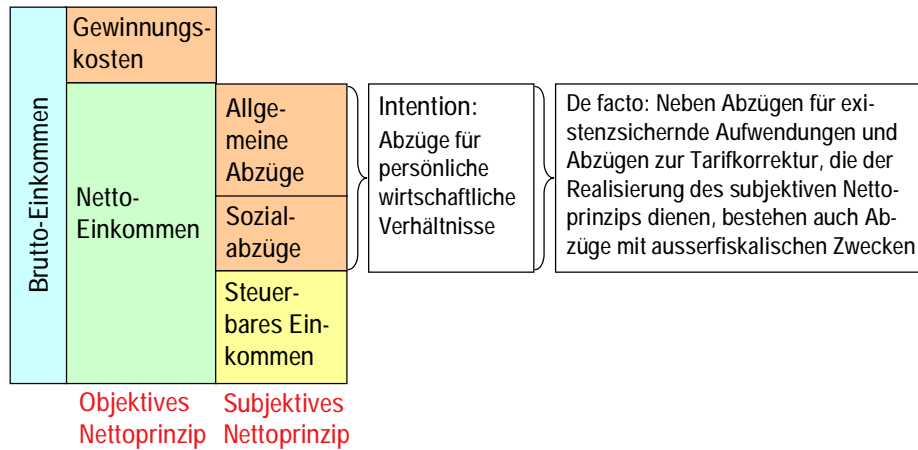 Brutto-Einkommen
Gewinnungs-
kosten
Netto-
Einkommen
Allge-
meine
Abzüge
Sozial-
abzüge
Steuer-
bares Ein-
kommen
Intention:
Abzüge für
persönliche
wirtschaftliche
Verhältnisse
De facto: Neben Abzügen für exi-
stenzsichernde Aufwendungen und
Abzügen zur Tarifkorrektur, die der
Realisierung des subjektiven Netto-
prinzips dienen, bestehen auch Ab-
züge mit ausserfiskalischen Zwecken
Objektives
Nettoprinzip
Subjektives
Nettoprinzip